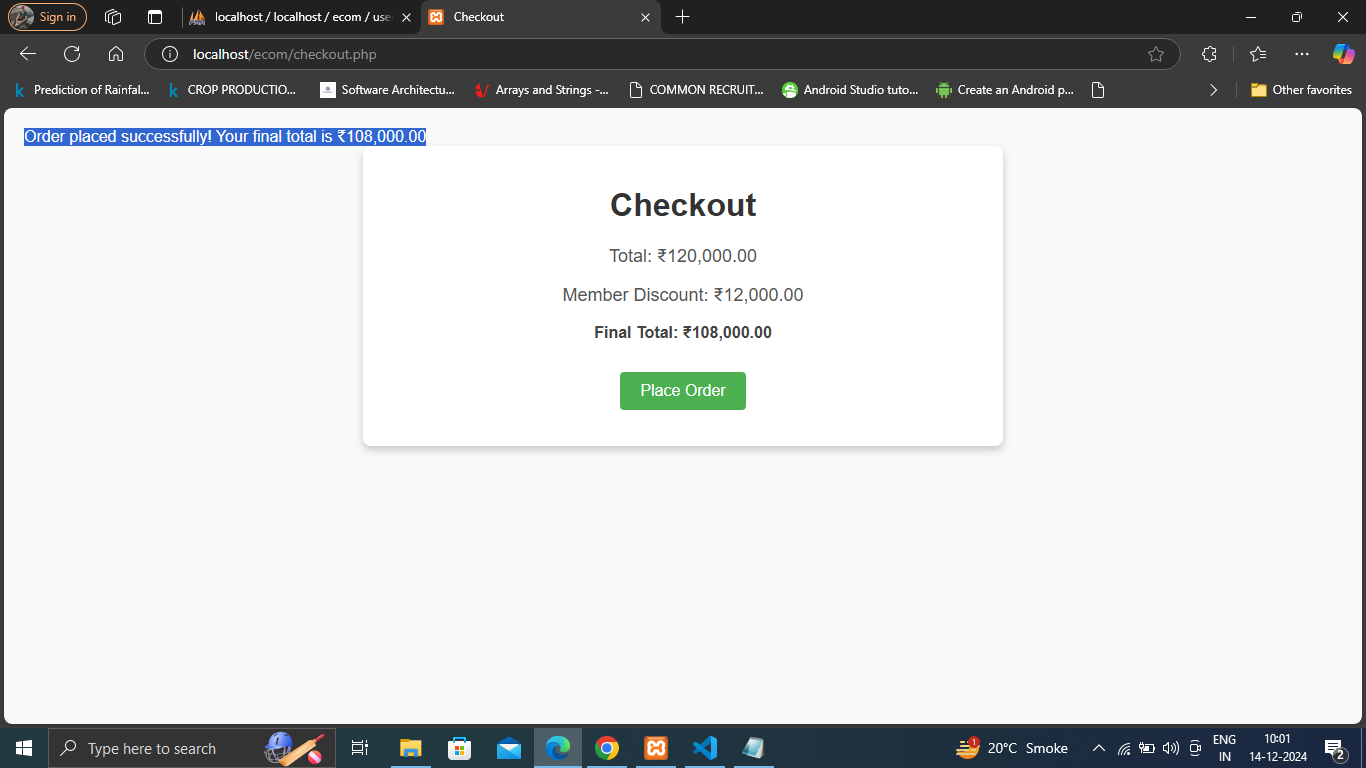 Sign in
localhost / localhost / ecom / use
Checkout
localhost/ecom/checkout.php
Prediction of Rainfal...
CROP PRODUCTIO...
Software Architectu...
Arrays and Strings -...
COMMON RECRUIT...
Android Studio tuto...
Create an Android p...
Other favorites
Order placed successfully! Your final total is ₹108,000.00
Checkout
Total: ₹120,000.00
Member Discount: ₹12,000.00
Final Total: ₹108,000.00
Place Order
Type here to search
1
20°C Smoke
ENG
IN
10:01
14-12-2024
2